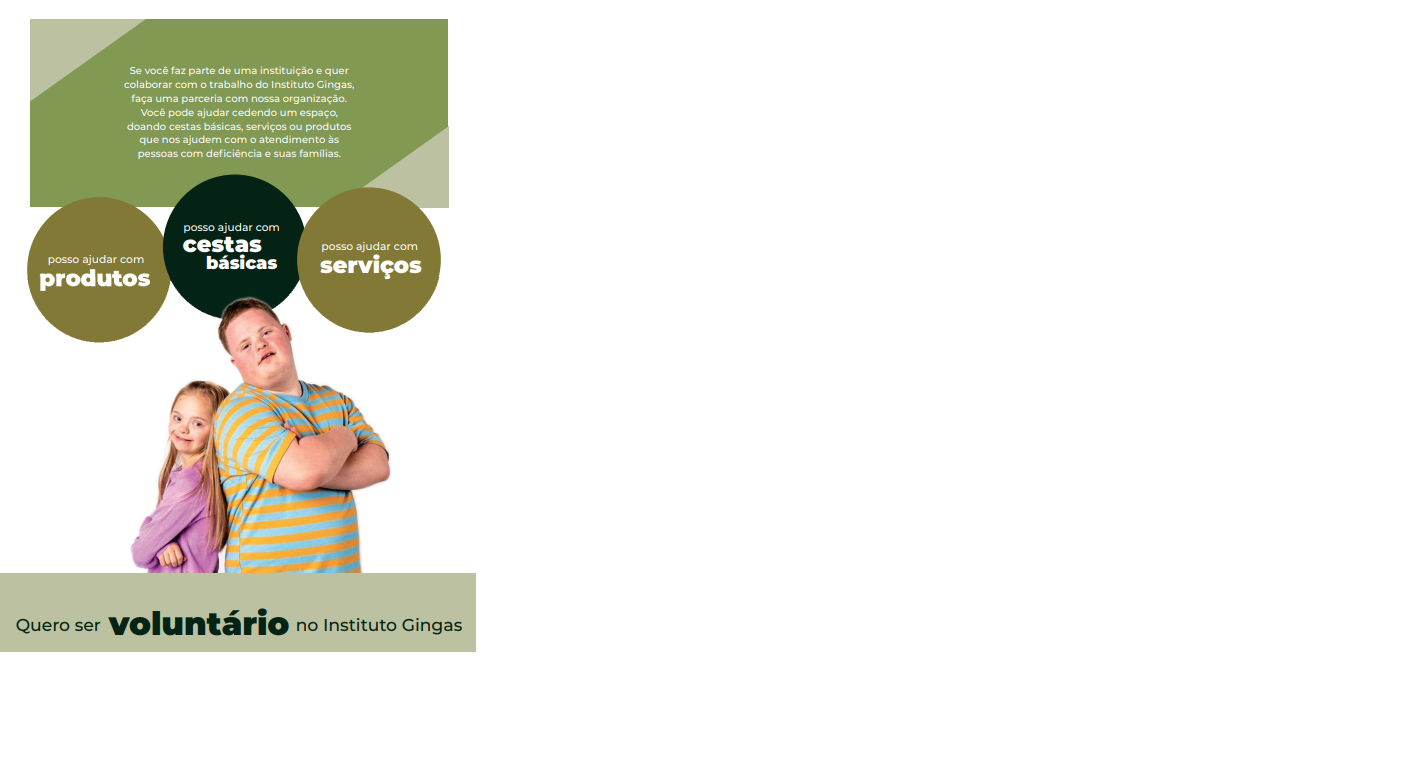 Se você faz parte de uma instituição e quer
colaborar com o trabalho do Instituto Gingas,
faça uma parceria com nossa organização.
Você pode ajudar cedendo um espaço,
doando cestas básicas, serviços ou produtos
que nos ajudem com o atendimento às
pessoas com deficiência e suas famílias.
posso ajudar com
produtos
posso ajudar com
cestas
básicas
posso ajudar com
serviços
Quero ser voluntário no Instituto Gingas